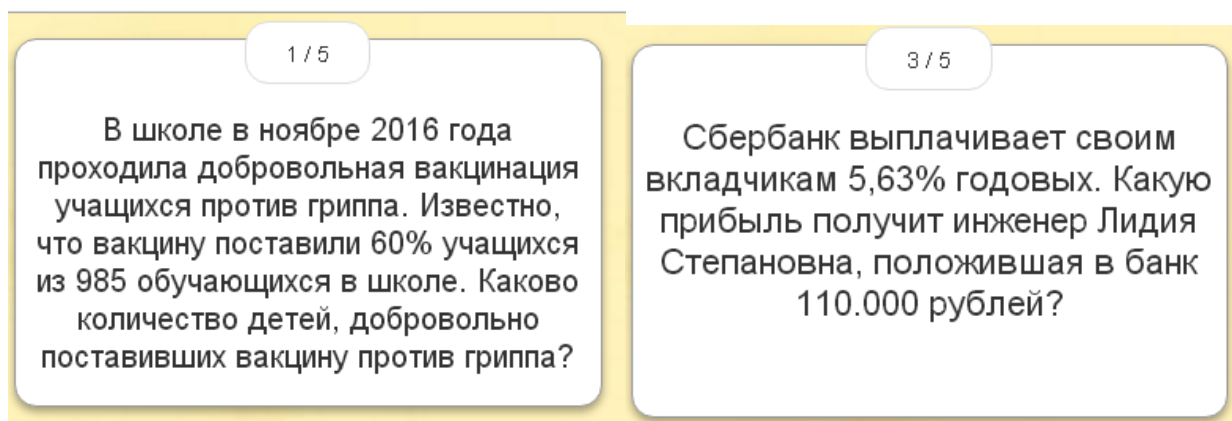 1 / 5
В школе в ноябре 2016 года
проходила добровольная вакцинация
учащихся против гриппа. Известно,
что вакцину поставили 60% учащихся
из 985 обучающихся в школе. Каково
количество детей, добровольно
поставивших вакцину против гриппа?
3 / 5
Сбербанк выплачивает своим
вкладчикам 5,63% годовых. Какую
прибыль получит инженер Лидия
Степановна, положившая в банк
110.000 рублей?